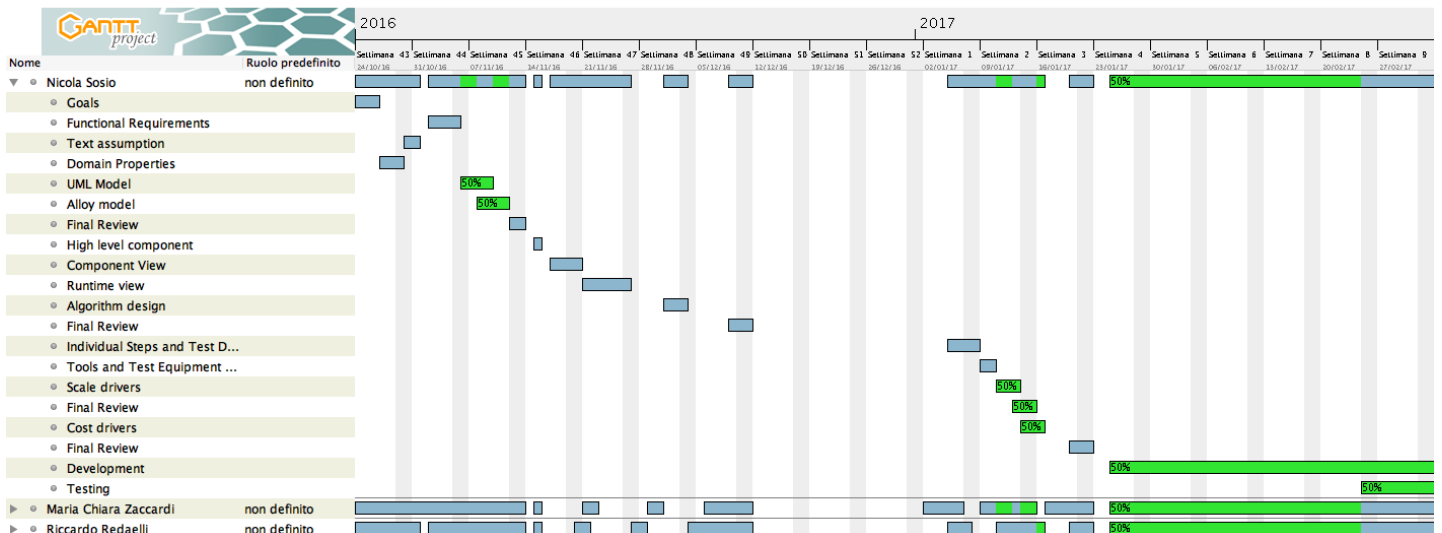 GANTT project
2016 2017
Settimana 43 Settimana 44 Settimana 45 Settimana 46 Settimana 47 Settimana 48 Settimana 49 Settimana 50 Settimana 51 Settimana 52 Settimana 1 Settimana 2 Settimana 3 Settimana 4 Settimana 5 Settimana 6 Settimana 7 Settimana 8 Settimana 9
Nome Ruolo predefinito 24/10/16 31/10/16 07/11/16 14/11/16 21/11/16 28/11/16 05/12/16 12/12/16 19/12/16 26/12/16 02/01/17 09/01/17 16/01/17 23/01/17 30/01/17 06/02/17 13/02/17 20/02/17 27/02/17
Nicola Sosio non definito 50%
Goals
Functional Requirements
Text assumption
Domain Properties
UML Model 50%
Alloy model 50%
Final Review
High level component
Component View
Runtime view
Algorithm design
Final Review
Individual Steps and Test D...
Tools and Test Equipment ...
Scale drivers 50%
Final Review 50%
Cost drivers 50%
Final Review
Development 50%
Testing 50%
Maria Chiara Zaccardi non definito 50%
Riccardo Redaelli non definito 50%